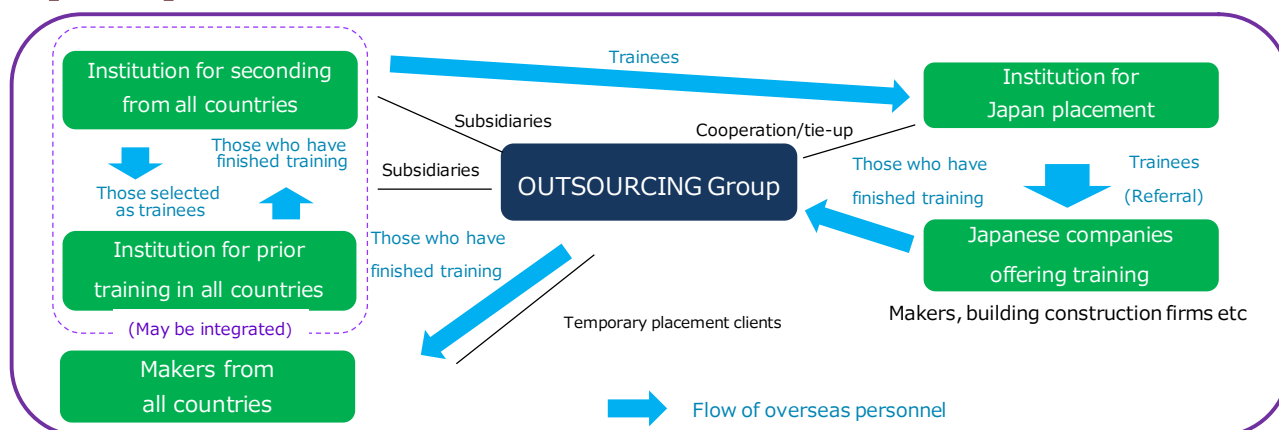 Institution for seconding
from all countries
Trainees
Institution for
Japan placement
Subsidiaries
Cooperation/tie-up
Those who have
finished training
Those selected
as trainees
Subsidiaries
OUTSOURCING Group
Those who have
finished training
Trainees
(Referral)
Institution for prior
training in all countries
(May be integrated)
Those who have
finished training
Japanese companies
offering training
Makers, building construction firms etc
Temporary placement clients
Makers from
all countries
Flow of overseas personnel